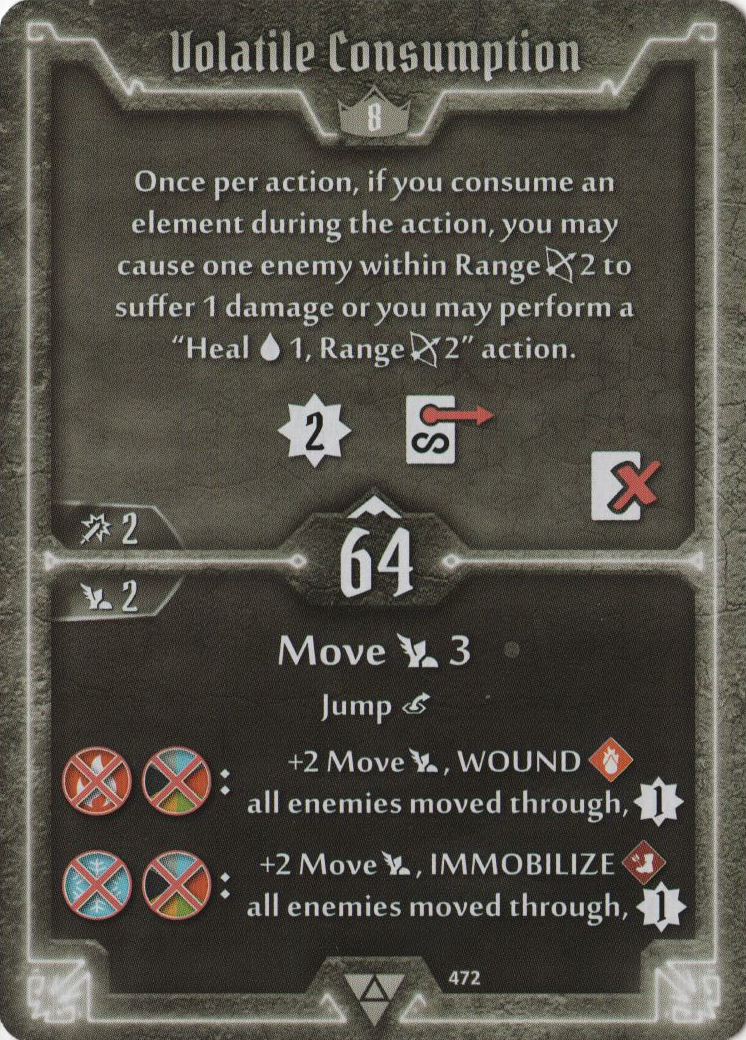 Volatile Consumption
8
Once per action, if you consume an
element during the action, you may
cause one enemy within Range 2 to
suffer 1 damage or you may perform a
“Heal 1, Range 2” action.
2
2
64
2
Move 3
Jump
: +2 Move , WOUND
all enemies moved through, 1
: +2 Move , IMMOBILIZE
all enemies moved through, 1
472